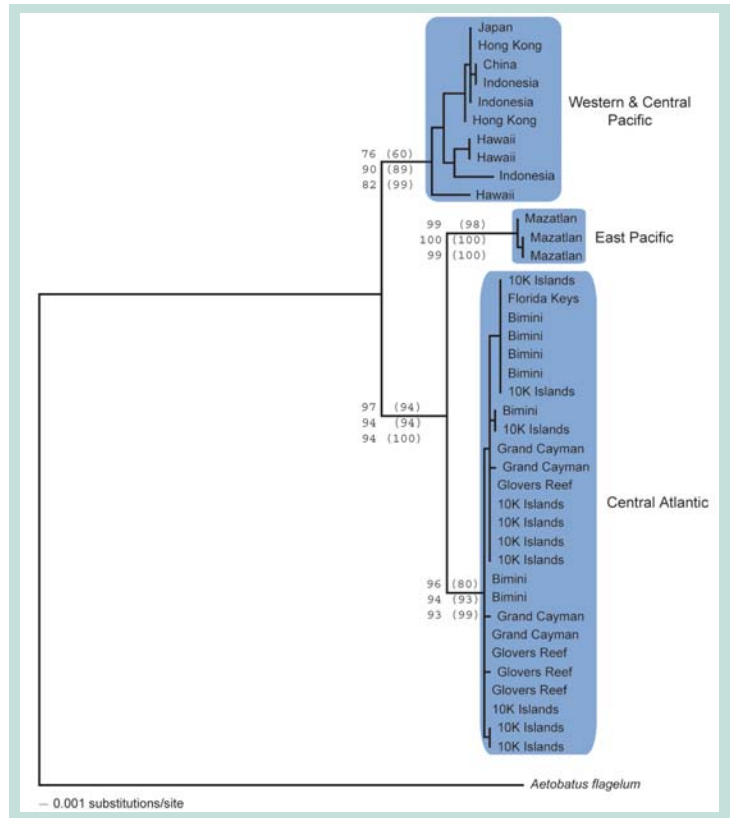 Japan
Hong Kong
China
Indonesia
Indonesia
Hong Kong
Hawaii
Hawaii
Indonesia
Hawaii
Western & Central
Pacific
76 (60)
90 (89)
82 (99)
Mazatlan
Mazatlan
Mazatlan
East Pacific
99 (98)
100 (100)
99 (100)
10K Islands
Florida Keys
Bimini
Bimini
Bimini
Bimini
10K Islands
Bimini
10K Islands
Grand Cayman
Grand Cayman
Glovers Reef
10K Islands
10K Islands
10K Islands
10K Islands
Bimini
Bimini
Grand Cayman
Grand Cayman
Glovers Reef
Glovers Reef
Glovers Reef
10K Islands
10K Islands
10K Islands
Central Atlantic
97 (94)
94 (94)
94 (100)
96 (80)
94 (93)
93 (99)
Aetobatus flagelum
0.001 substitutions/site